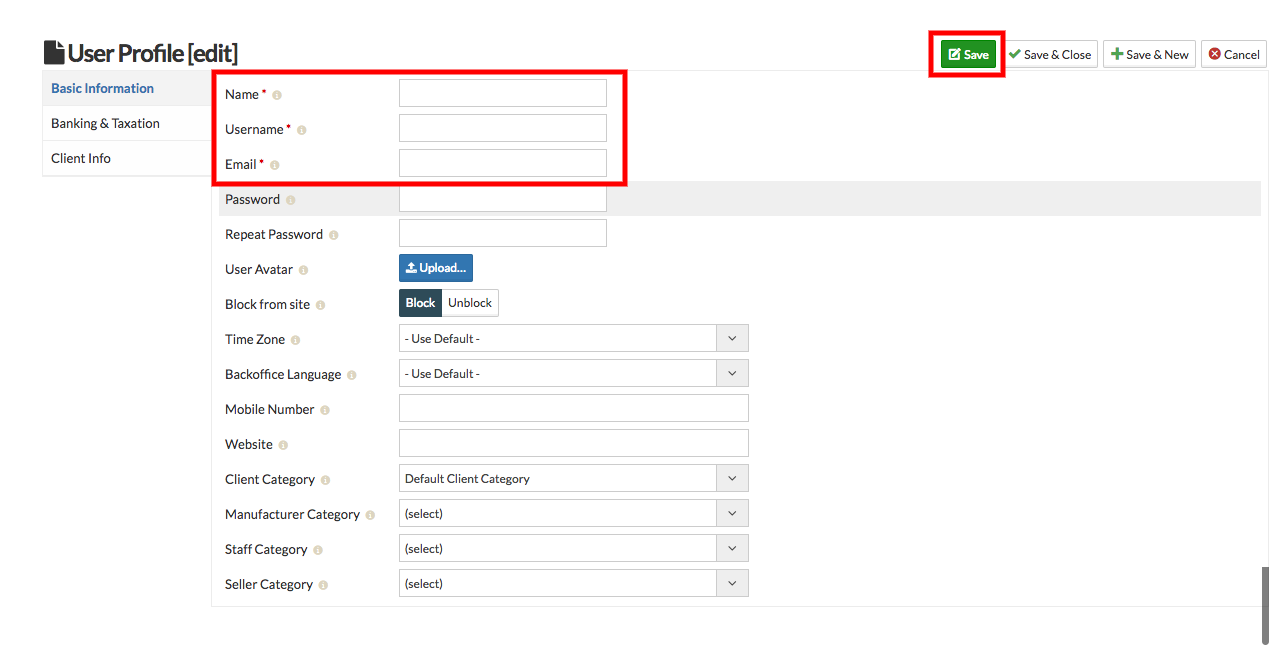 User Profile [edit]
Save
Save & Close
Save & New
Cancel
Basic Information
Banking & Taxation
Client Info
Name *
Username *
Email *
Password
Repeat Password
User Avatar Upload...
Block from site Block Unblock
Time Zone - Use Default -
Backoffice Language - Use Default -
Mobile Number
Website
Client Category Default Client Category
Manufacturer Category (select)
Staff Category (select)
Seller Category (select)